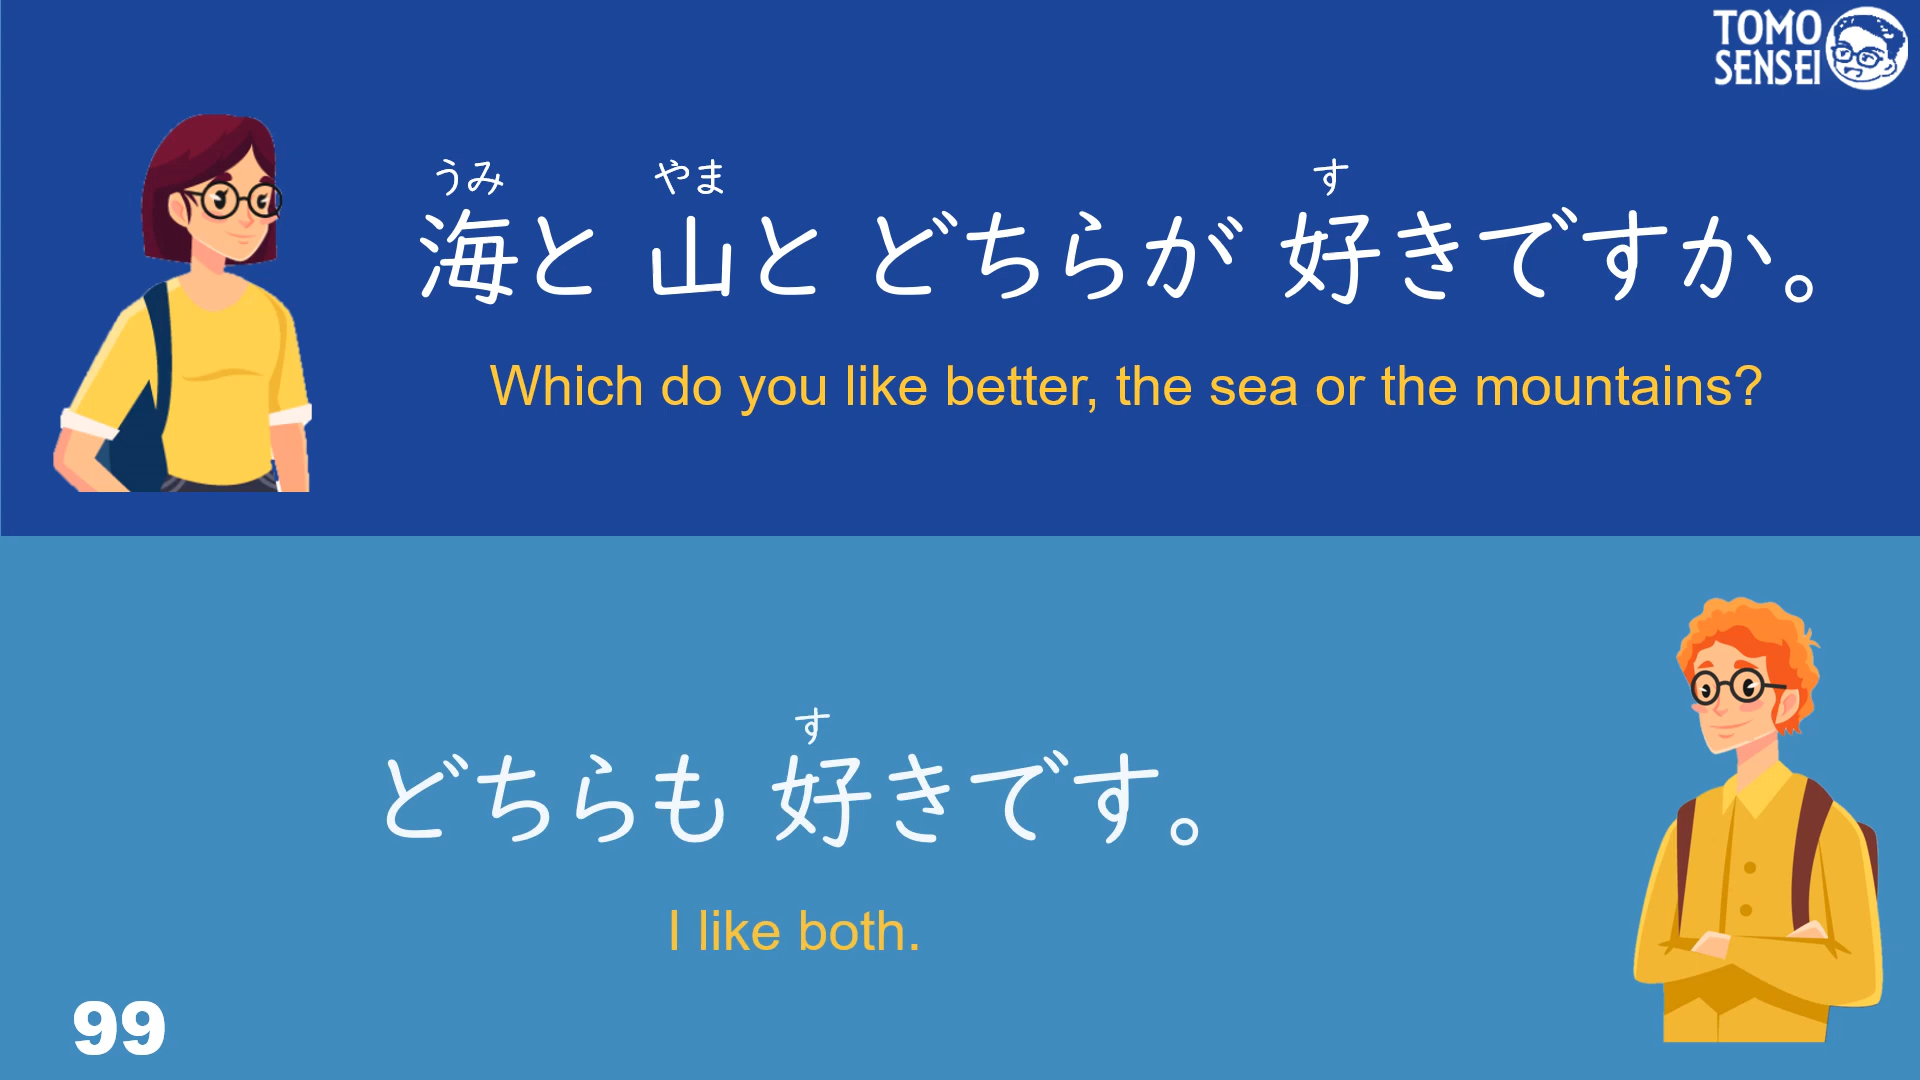 TOMO
SENSEI
うみ やま す
海と 山と どちらが 好きですか。
Which do you like better, the sea or the mountains?
す
どちらも 好きです。
I like both.
99